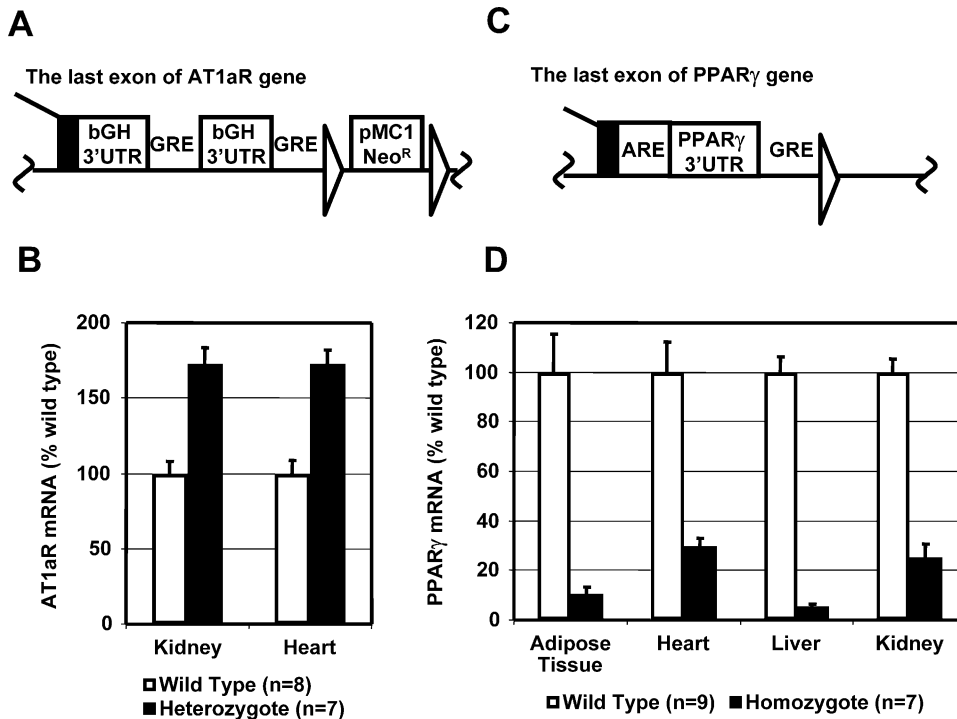 A
The last exon of AT1aR gene
bGH
3’UTR
GRE
bGH
3’UTR
GRE
pMC1
Neoᴿ
B
AT1aR mRNA (% wild type)
200
150
100
50
0
Kidney
Heart
Wild Type (n=8)
Heterozygote (n=7)
C
The last exon of PPARγ gene
ARE
PPARγ
3’UTR
GRE
D
PPARγ mRNA (% wild type)
120
100
80
60
40
20
0
Adipose
Tissue
Heart
Liver
Kidney
Wild Type (n=9)
Homozygote (n=7)